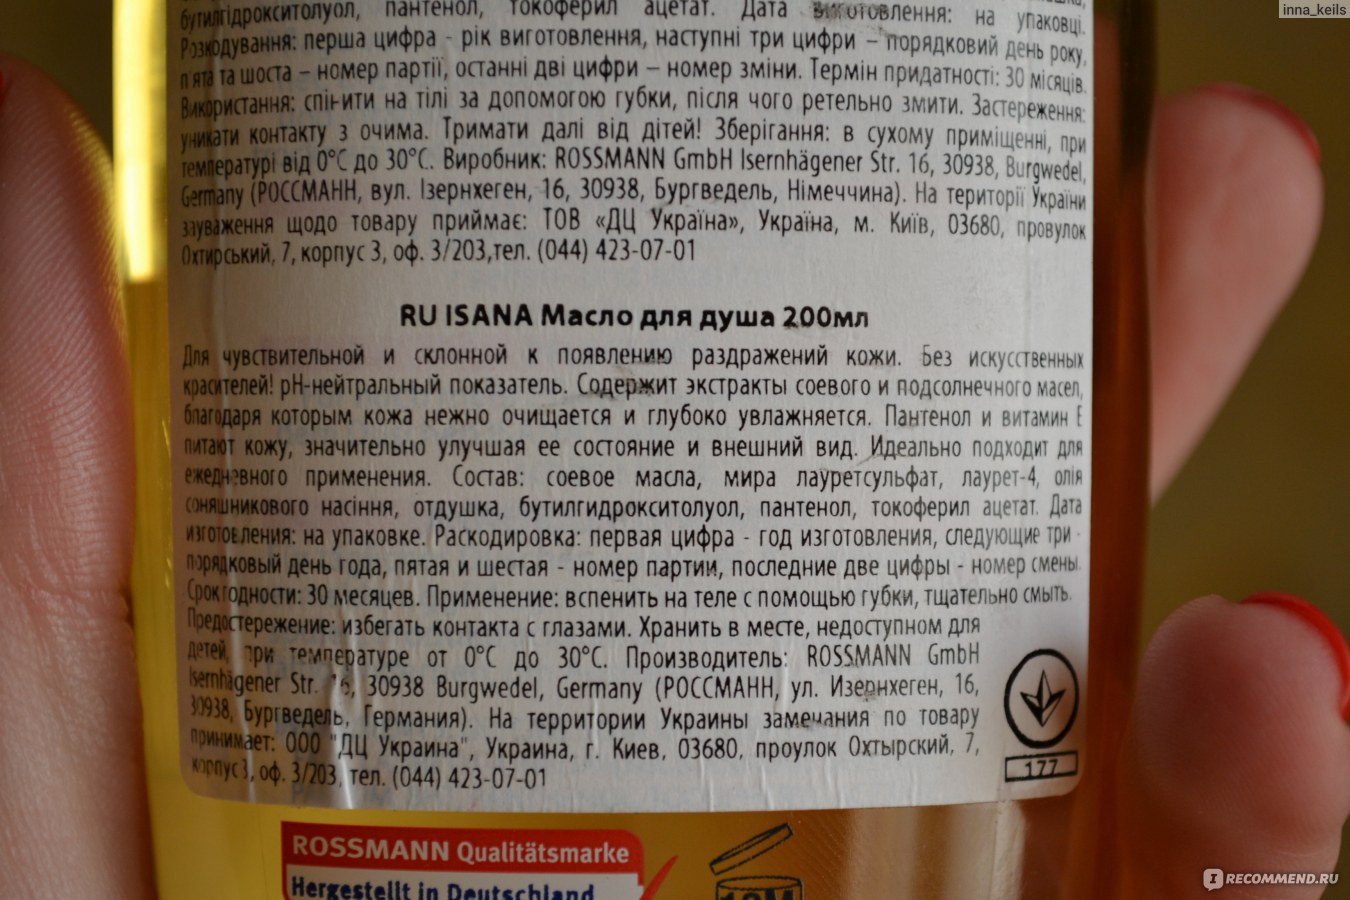 inna_keils
бутилгідрокситолуол, пантенол, токоферил ацетат. Дата виготовлення: на упаковці.
Розкодування: перша цифра - рік виготовлення, наступні три цифри – порядковий день року,
п'ята та шоста – номер партії, останні дві цифри – номер зміни. Термін придатності: 30 місяців.
Використання: спінити на тілі за допомогою губки, після чого ретельно змити. Застереження:
уникати контакту з очима. Тримати далі від дітей! Зберігання: в сухому приміщенні, при
температурі від 0°C до 30°C. Виробник: ROSSMANN GmbH Isernhägener Str. 16, 30938, Burgwedel,
Germany (РОССМАНН, вул. Ізернхеген, 16, 30938, Бургведель, Німеччина). На території України
зауваження щодо товару приймає: ТОВ «ДЦ Україна», Україна, м. Київ, 03680, провулок
Охтирський, 7, корпус 3, оф. 3/203,тел. (044) 423-07-01
RU ISANA Масло для душа 200мл
Для чувствительной и склонной к появлению раздражений кожи. Без искусственных
красителей! pH-нейтральный показатель. Содержит экстракты соевого и подсолнечного масел,
благодаря которым кожа нежно очищается и глубоко увлажняется. Пантенол и витамин Е
питают кожу, значительно улучшая ее состояние и внешний вид. Идеально подходит для
ежедневного применения. Состав: соевое масла, мира лауретсульфат, лаурет-4, олія
соняшникового насіння, отдушка, бутилгидрокситолуол, пантенол, токоферил ацетат. Дата
изготовления: на упаковке. Раскодировка: первая цифра - год изготовления, следующие три -
порядковый день года, пятая и шестая - номер партии, последние две цифры - номер смены.
Срок годности: 30 месяцев. Применение: вспенить на теле с помощью губки, тщательно смыть.
Предостережение: избегать контакта с глазами. Хранить в месте, недоступном для
детей, при температуре от 0°C до 30°C. Производитель: ROSSMANN GmbH
Isernhägener Str. 16, 30938 Burgwedel, Germany (РОССМАНН, ул. Изернхеген, 16,
30938, Бургведель, Германия). На территории Украины замечания по товару
принимает: ООО "ДЦ Украина", Украина, г. Киев, 03680, проулок Охтырский, 7,
корпус 3, оф. 3/203, тел. (044) 423-07-01
177
ROSSMANN Qualitätsmarke
Hergestellt in Deutschland
12M
IRECOMMEND.RU